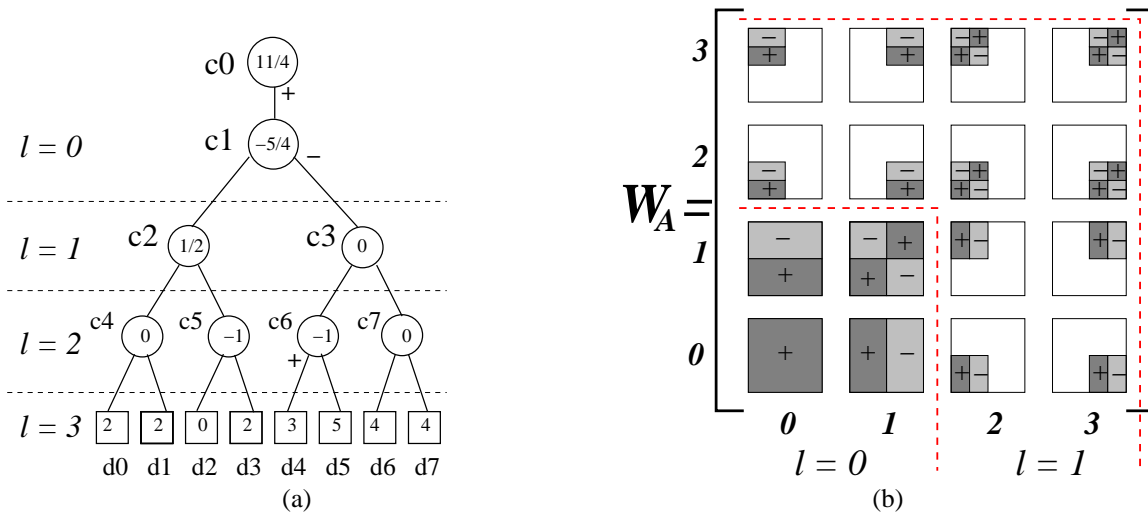 c0 11/4
+
l = 0 c1 −5/4 −
l = 1 c2 1/2 c3 0
l = 2 c4 0 c5 −1 c6 −1 c7 0
+
l = 3 2 2 0 2 3 5 4 4
d0 d1 d2 d3 d4 d5 d6 d7
(a)
W_A =
3 − + − + − + + − − + + −
2 − + − + − + + − − + + −
1 − + − + + − + − + −
0 + + − + − + −
0 1 2 3
l = 0 l = 1
(b)